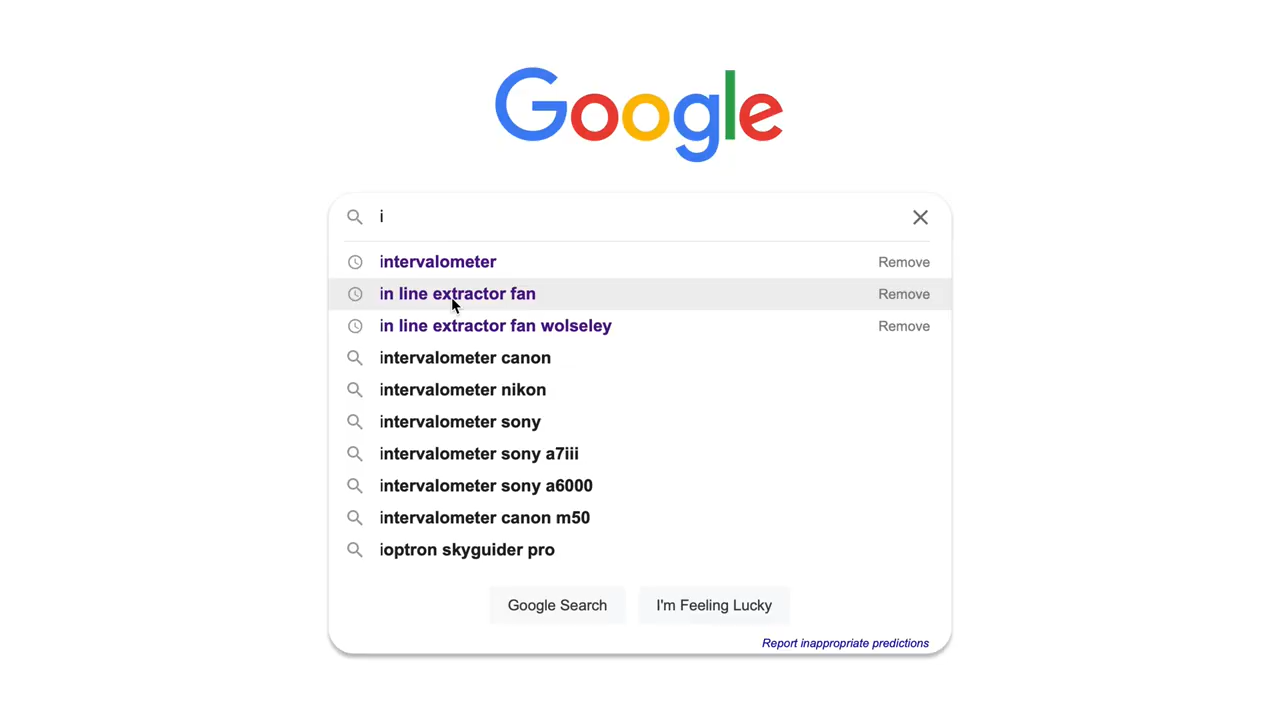 Google
i
intervalometer Remove
in line extractor fan Remove
in line extractor fan wolseley Remove
intervalometer canon
intervalometer nikon
intervalometer sony
intervalometer sony a7iii
intervalometer sony a6000
intervalometer canon m50
ioptron skyguider pro
Google Search I'm Feeling Lucky
Report inappropriate predictions